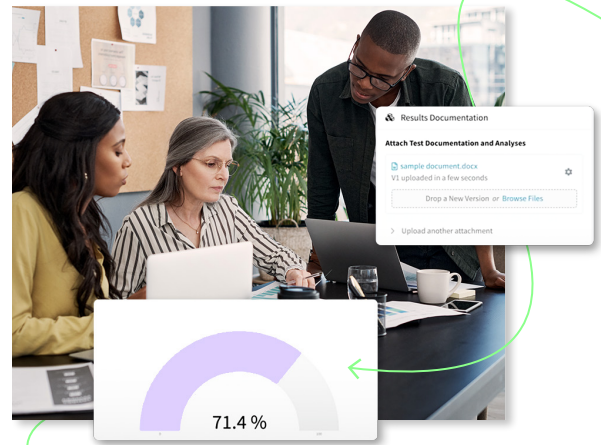 Results Documentation
Attach Test Documentation and Analyses
sample document.docx
V1 uploaded in a few seconds
Drop a New Version or Browse Files
Upload another attachment
71.4 %